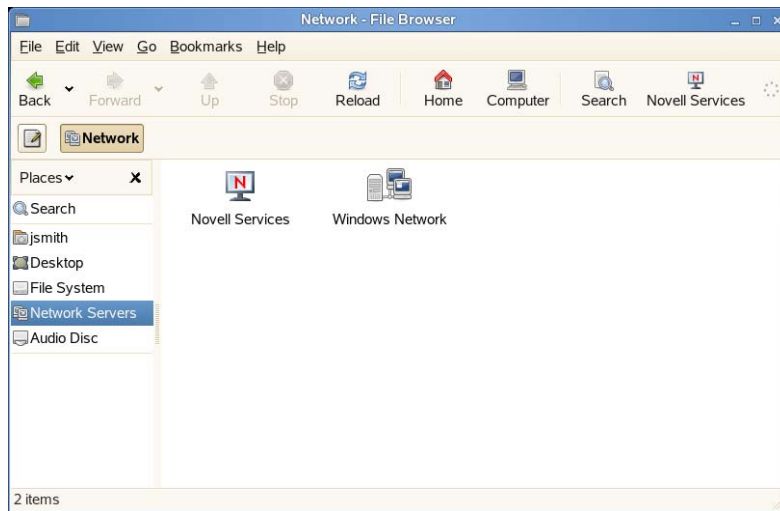 Network - File Browser
File Edit View Go Bookmarks Help
Back Forward Up Stop Reload Home Computer Search Novell Services
Network
Places
Search
jsmith
Desktop
File System
Network Servers
Audio Disc
N
Novell Services
Windows Network
2 items